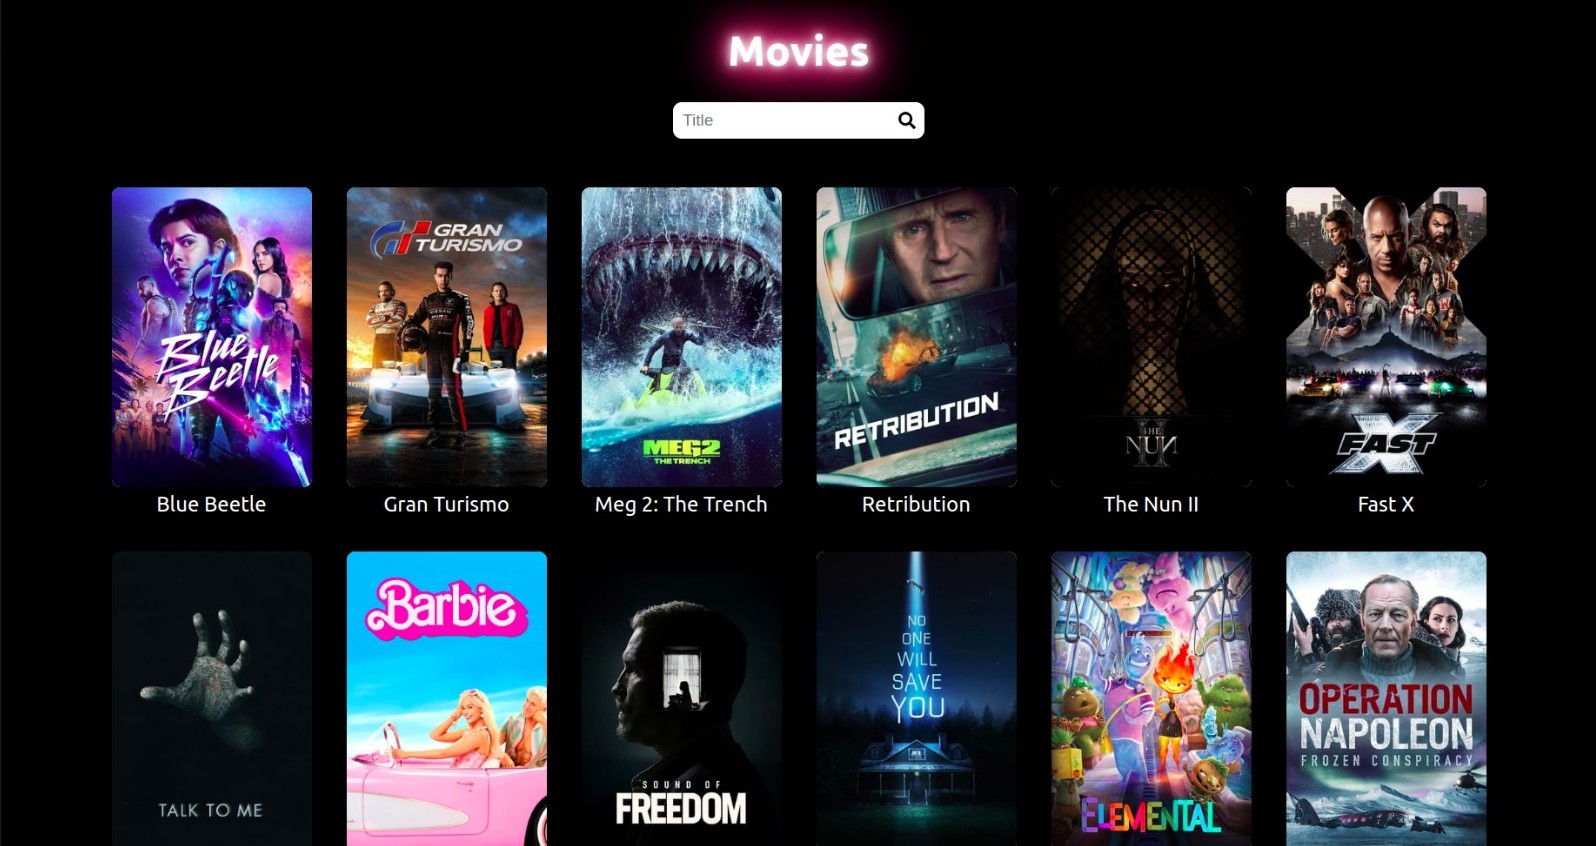 Movies
Title
Blue
Beetle
GRAN
TURISMO
MEG2
THE TRENCH
RETRIBUTION
THE
NUN
II
FAST
X
Blue Beetle
Gran Turismo
Meg 2: The Trench
Retribution
The Nun II
Fast X
TALK TO ME
Barbie
SOUND OF
FREEDOM
NO
ONE
WILL
SAVE
YOU
ELEMENTAL
OPERATION
NAPOLEON
FROZEN CONSPIRACY